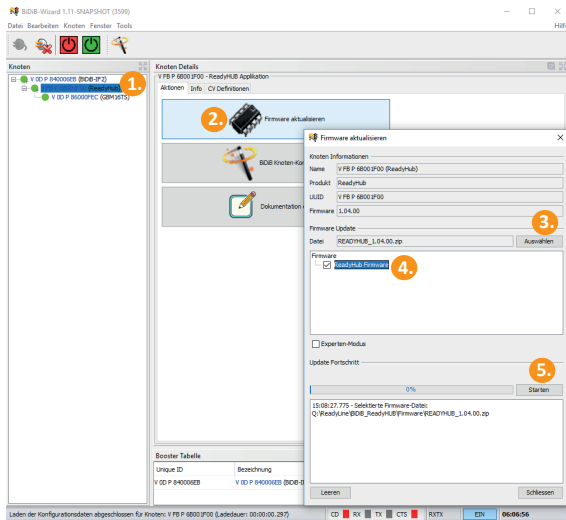 BiDiB-Wizard 1.11-SNAPSHOT (3599)
Datei Bearbeiten Knoten Fenster Tools
Hilf
Knoten
V 0D P 840006EB (BiDiB-IF2)
(ReadyHub)
V 0D P 86000FEC (GBM16TS)
1.
Knoten Details
V FB P 6B001F00 - ReadyHUB Applikation
Aktionen Info CV Definitionen
2.
Firmware aktualisieren
BiDiB Knoten-Kon
Dokumentation
Booster Tabelle
Unique ID Bezeichnung
V 0D P 840006EB V 0D P 840006EB (BiDiB-I
Firmware aktualisieren
Knoten Informationen
Name V FB P 6B001F00 (ReadyHub)
Produkt ReadyHub
UUID V FB P 6B001F00
Firmware 1.04.00
3.
Firmware Update
Datei READYHUB_1.04.00.zip Auswählen
Firmware
ReadyHub Firmware
4.
Experten-Modus
Update Fortschritt
5.
0% Starten
15:08:27.775 - Selektierte Firmware-Datei:
Q:\ReadyLine\BiDiB_ReadyHUB\Firmware\READYHUB_1.04.00.zip
Leeren Schliessen
Laden der Konfigurationsdaten abgeschlossen für Knoten: V FB P 6B001F00 (Ladedauer: 00:00:00.297)
CD RX TX CTS RXTX EIN 06:06:56